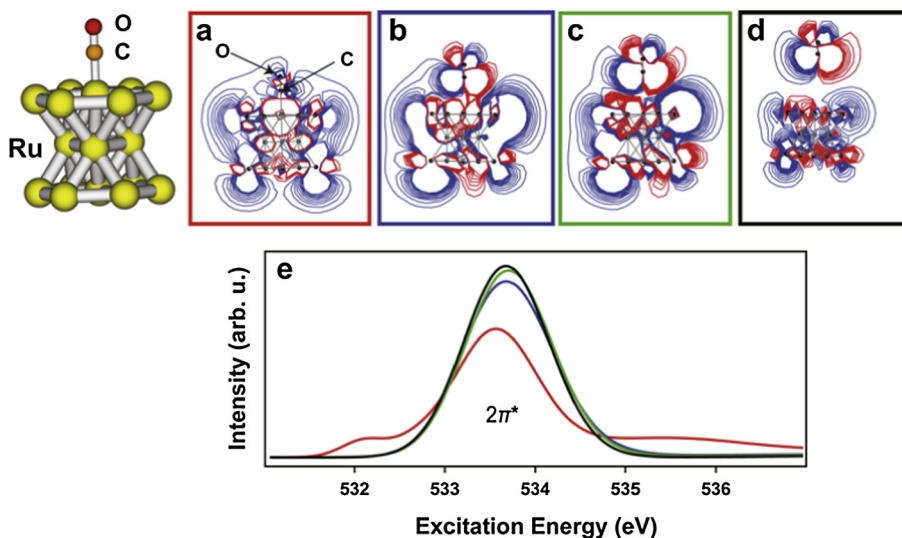 O
C
Ru
a
O
C
b
c
d
e
Intensity (arb. u.)
2π*
532 533 534 535 536
Excitation Energy (eV)